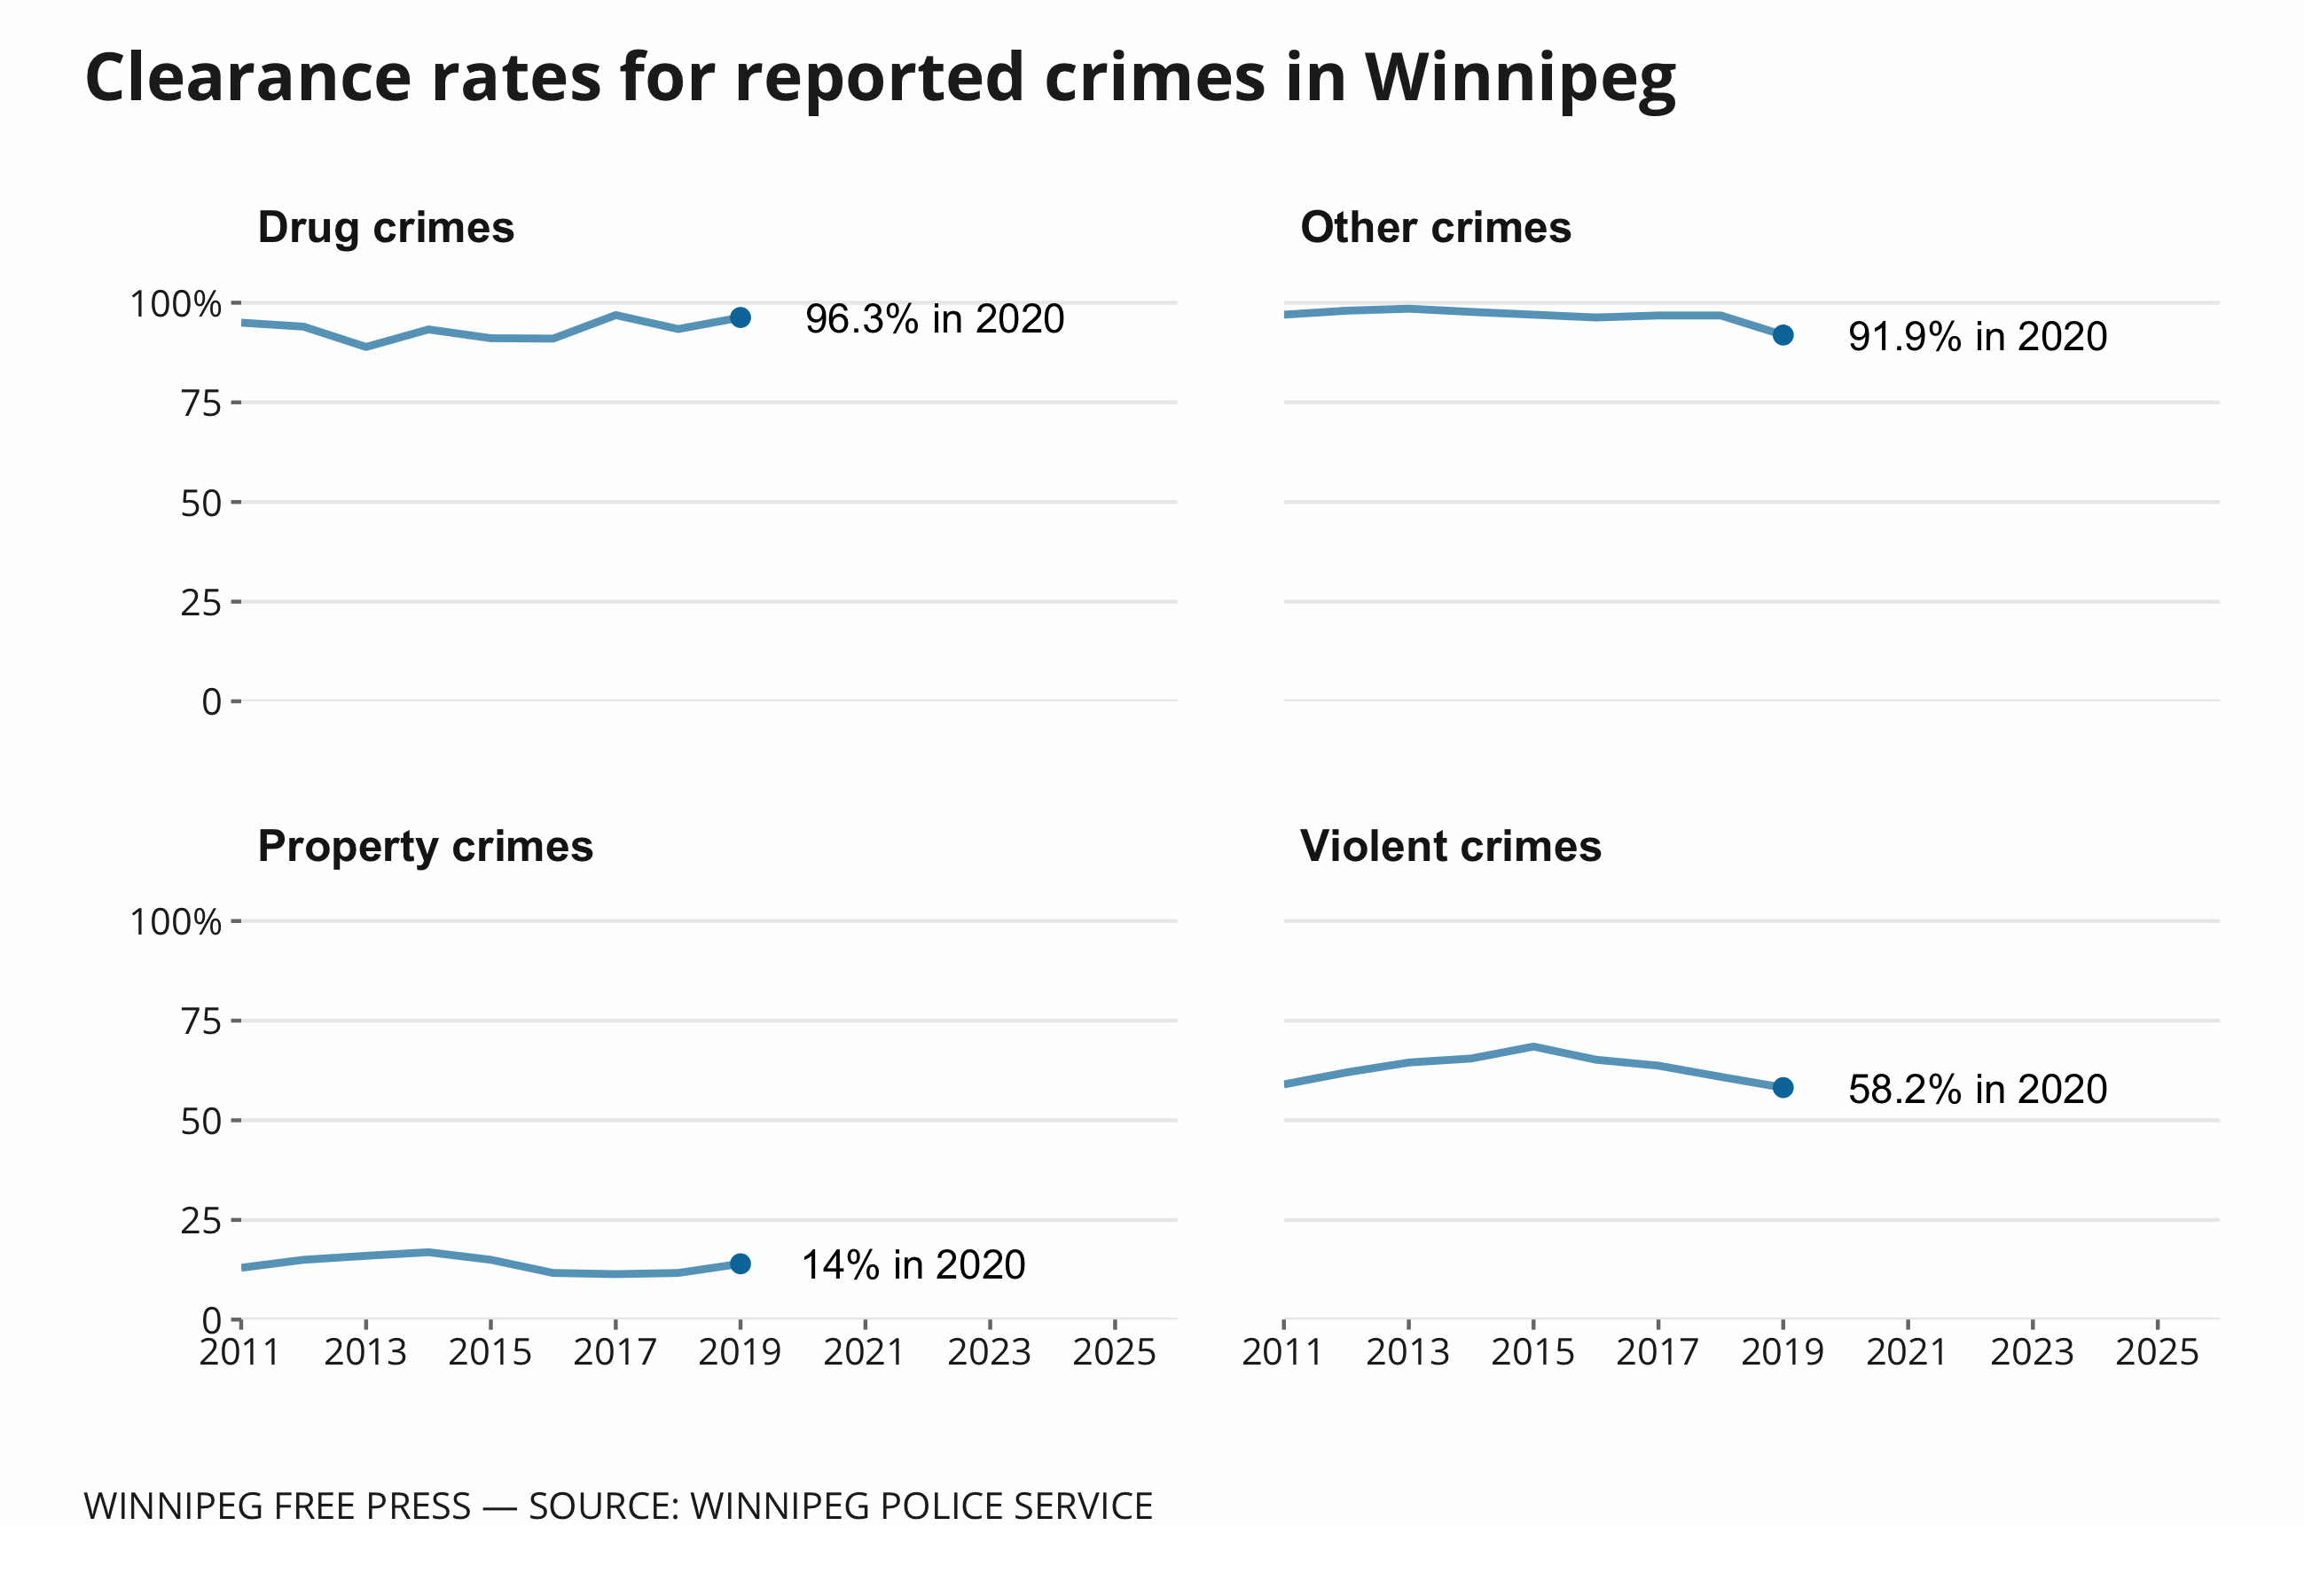 Clearance rates for reported crimes in Winnipeg
Drug crimes
100%
75
50
25
0
96.3% in 2020
Other crimes
91.9% in 2020
Property crimes
100%
75
50
25
0
14% in 2020
2011 2013 2015 2017 2019 2021 2023 2025
Violent crimes
58.2% in 2020
2011 2013 2015 2017 2019 2021 2023 2025
WINNIPEG FREE PRESS — SOURCE: WINNIPEG POLICE SERVICE